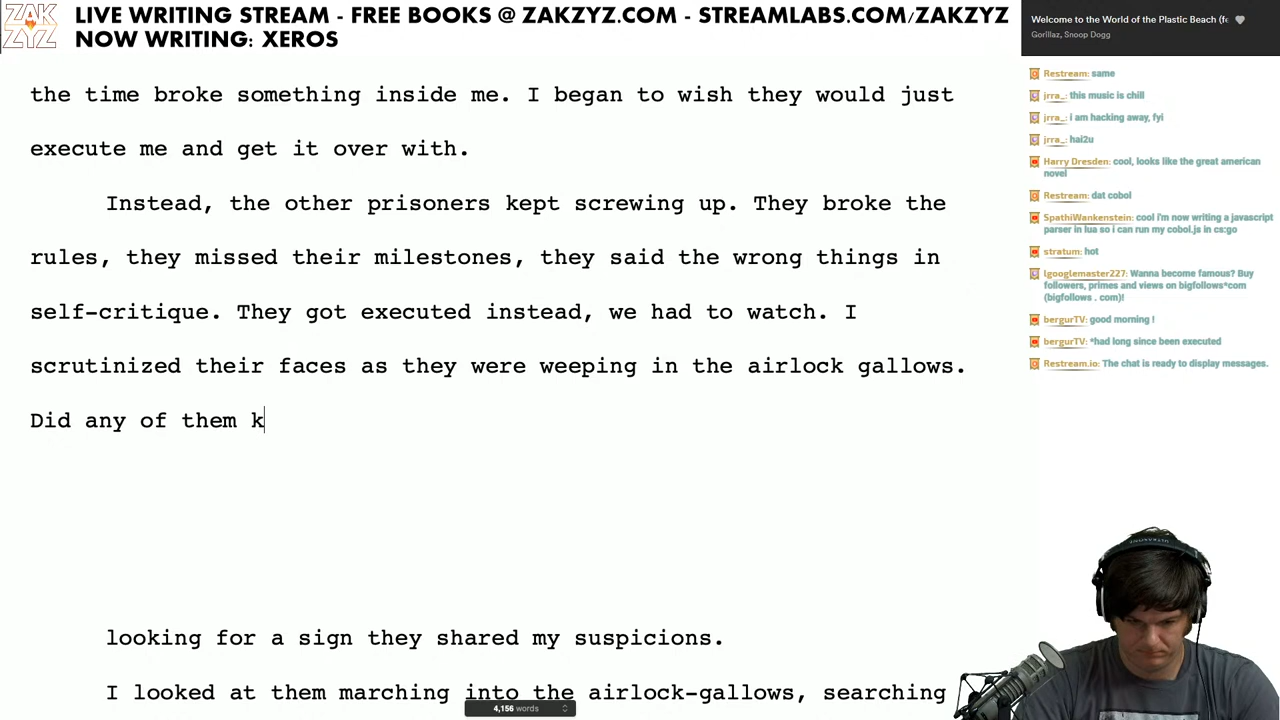 ZAK
ZYZ
LIVE WRITING STREAM - FREE BOOKS @ ZAKZYZ.COM - STREAMLABS.COM/ZAKZYZ
NOW WRITING: XEROS
the time broke something inside me. I began to wish they would just
execute me and get it over with.
Instead, the other prisoners kept screwing up. They broke the
rules, they missed their milestones, they said the wrong things in
self-critique. They got executed instead, we had to watch. I
scrutinized their faces as they were weeping in the airlock gallows.
Did any of them k
looking for a sign they shared my suspicions.
I looked at them marching into the airlock-gallows, searching
4,156 words
Welcome to the World of the Plastic Beach (fe
Gorillaz, Snoop Dogg
Restream: same
jrra_: this music is chill
jrra_: i am hacking away, fyi
jrra_: hai2u
Harry Dresden: cool, looks like the great american
novel
Restream: dat cobol
SpathiWankenstein: cool i'm now writing a javascript
parser in lua so i can run my cobol.js in cs:go
stratum: hot
lgooglemaster227: Wanna become famous? Buy
followers, primes and views on bigfollows*com
(bigfollows . com)!
bergurTV: good morning !
bergurTV: *had long since been executed
Restream.io: The chat is ready to display messages.